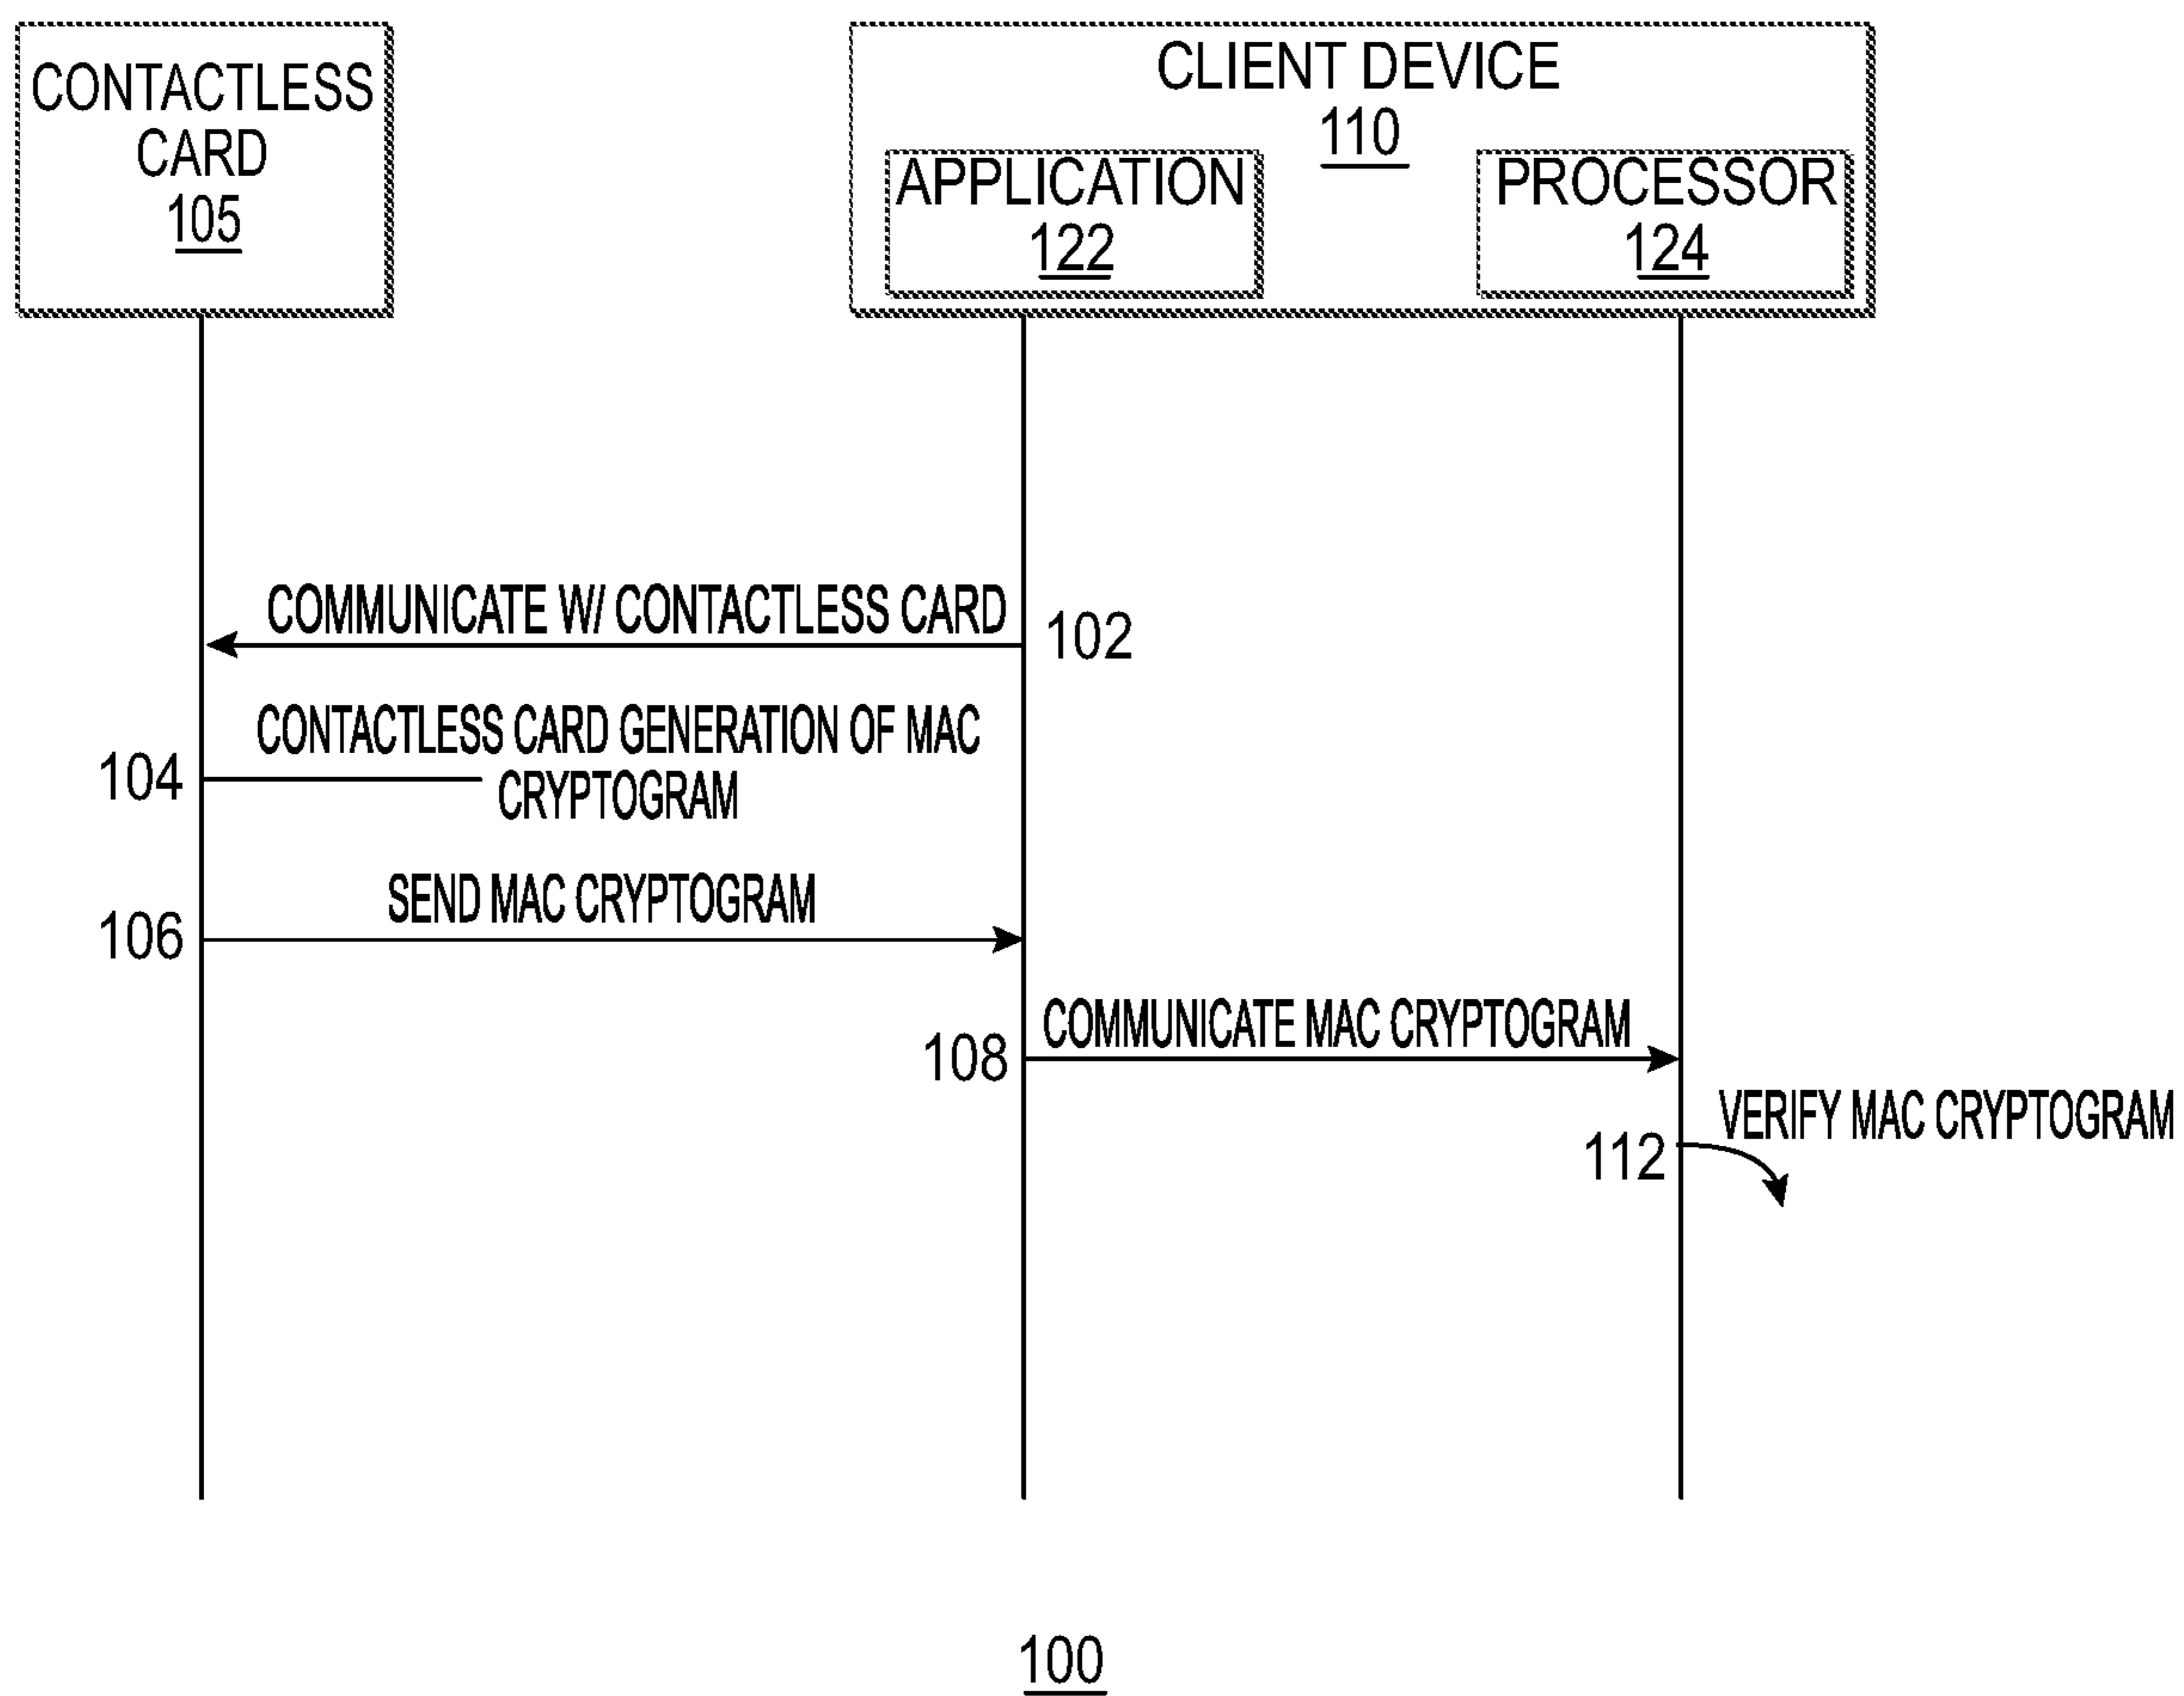 CONTACTLESS
CARD
105
CLIENT DEVICE
110
APPLICATION
122
PROCESSOR
124
COMMUNICATE W/ CONTACTLESS CARD
102
CONTACTLESS CARD GENERATION OF MAC
104
CRYPTOGRAM
SEND MAC CRYPTOGRAM
106
COMMUNICATE MAC CRYPTOGRAM
108
VERIFY MAC CRYPTOGRAM
112
100